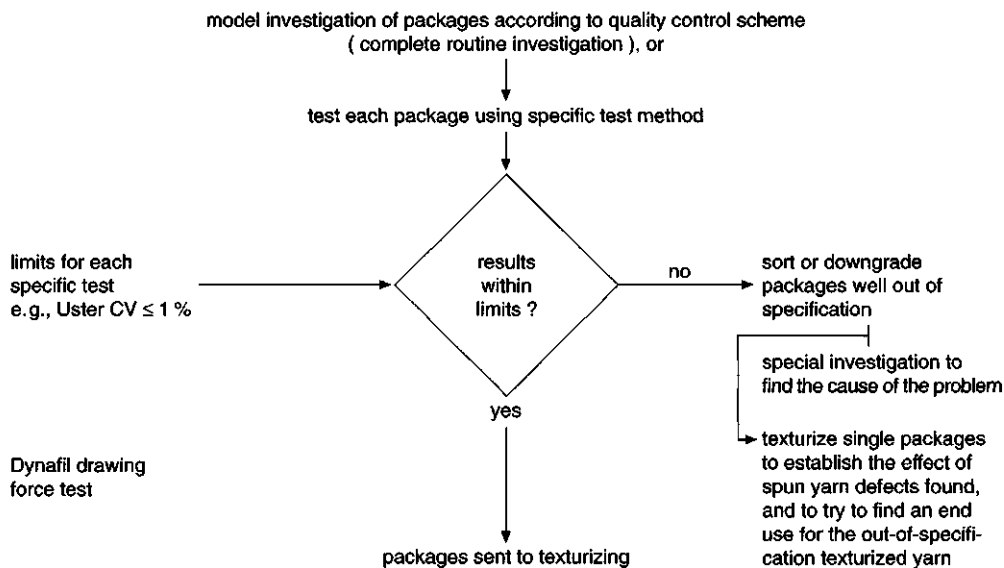 model investigation of packages according to quality control scheme
( complete routine investigation ), or
test each package using specific test method
limits for each
specific test
e.g., Uster CV ≤ 1 %
results
within
limits ?
no
sort or downgrade
packages well out of
specification
special investigation to
find the cause of the problem
yes
Dynafil drawing
force test
texturize single packages
to establish the effect of
spun yarn defects found,
and to try to find an end
use for the out-of-specifi-
cation texturized yarn
packages sent to texturizing